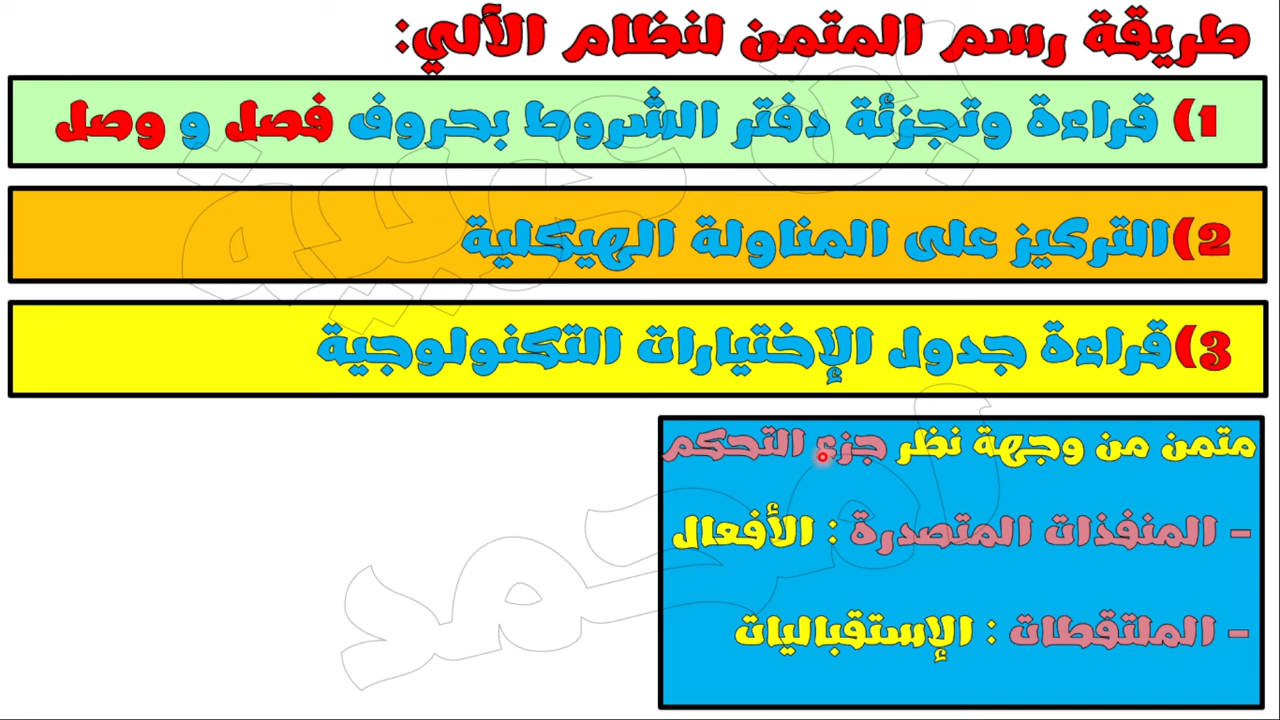 طريقة رسم المتمن لنظام الآلي:
1) قراءة وتجزئة دفتر الشروط بحروف فصل و وصل
2)التركيز على المناولة الهيكلية
3)قراءة جدول الإختيارات التكنولوجية
متمن من وجهة نظر جزء التحكم
- المنفذات المتصدرة : الأفعال
- الملتقطات : الإستقباليات